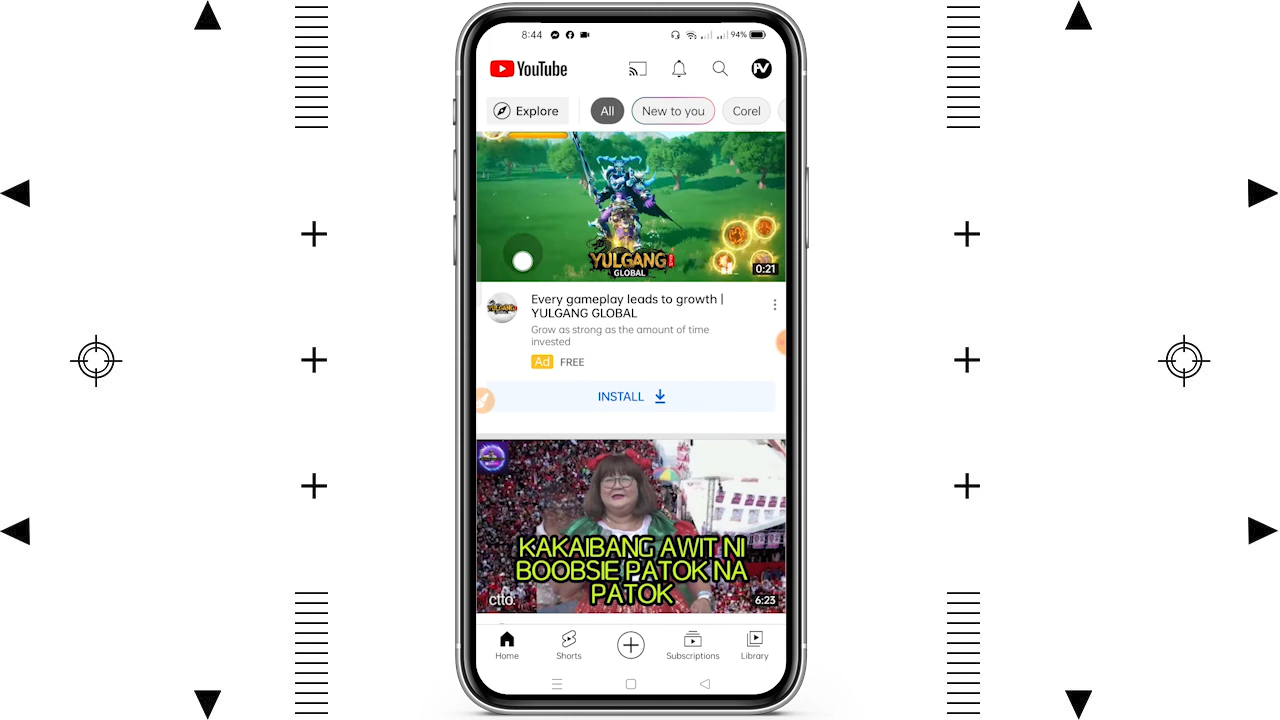 8:44
94%
YouTube
Explore
All
New to you
Corel
YULGANG
GLOBAL
0:21
Every gameplay leads to growth |
YULGANG GLOBAL
Grow as strong as the amount of time
invested
Ad FREE
INSTALL
KAKAIBANG AWIT NI
BOOBSIE PATOK NA
PATOK
ctto:
6:23
Home
Shorts
Subscriptions
Library